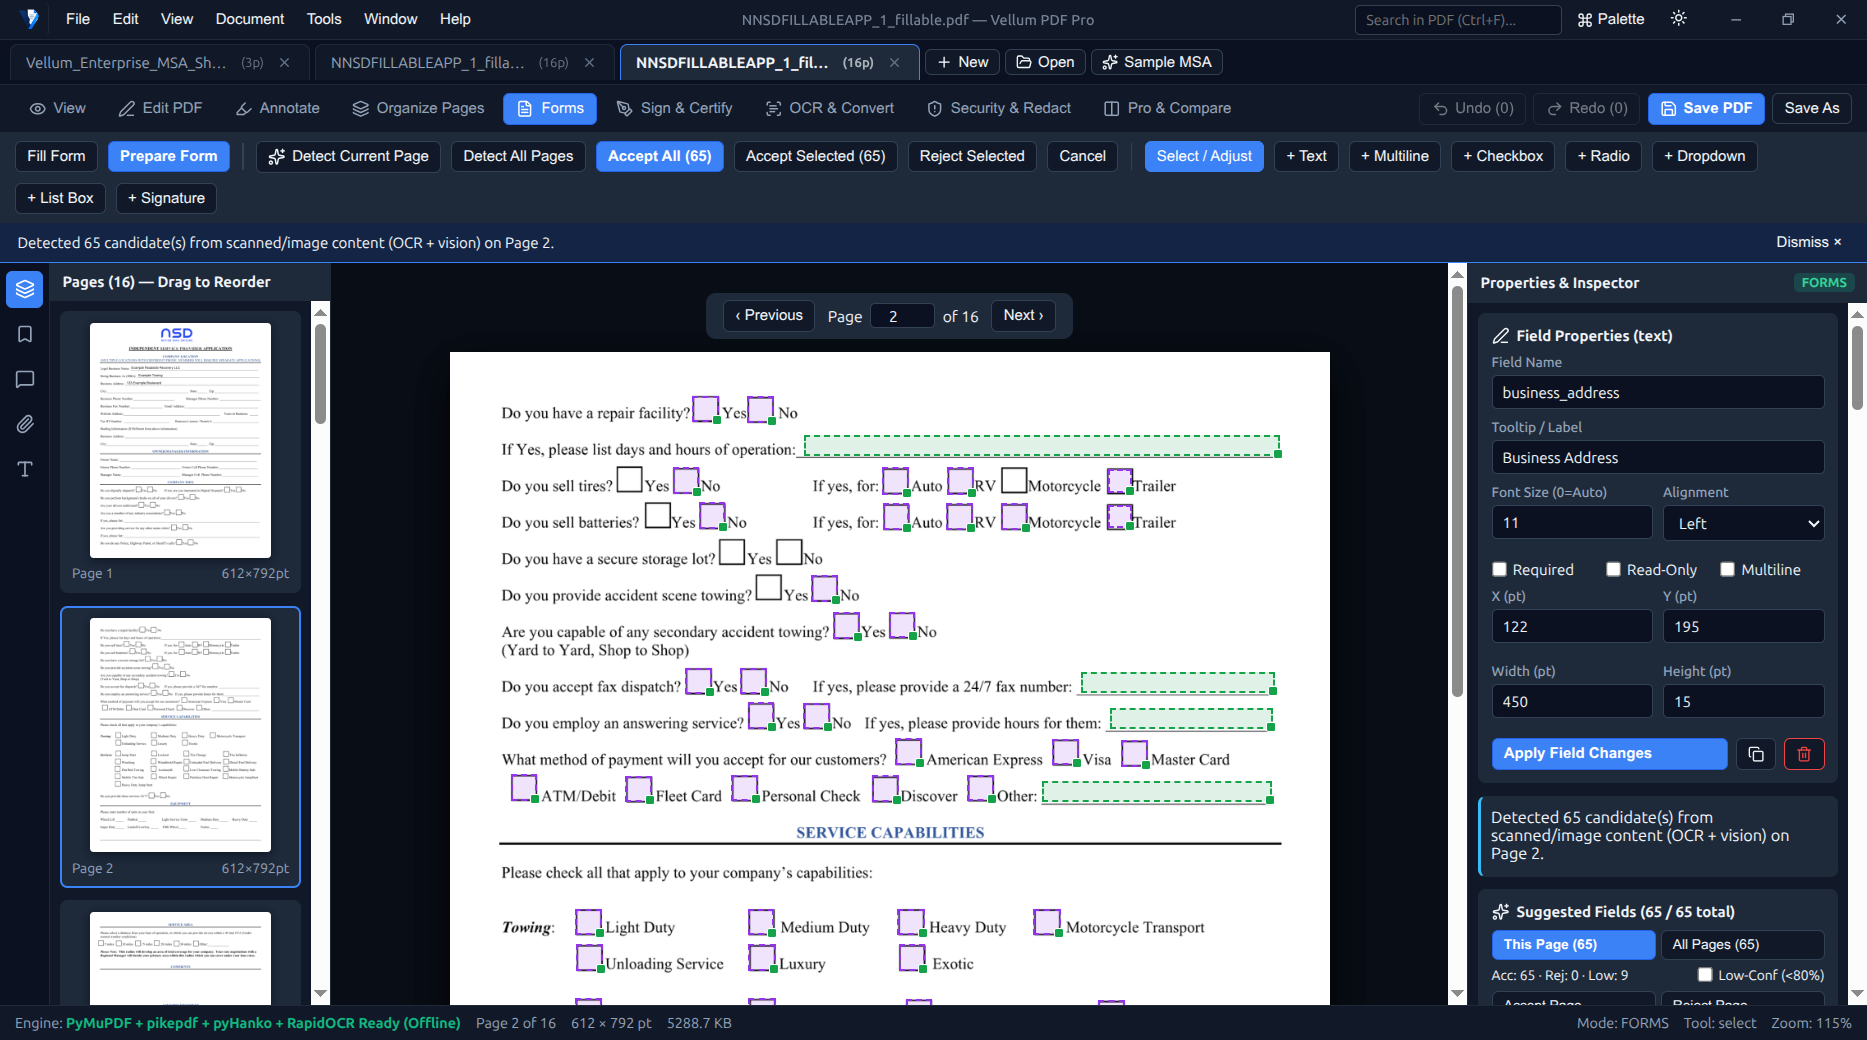 File Edit View Document Tools Window Help
NNSDFILLABLEAPP_1_fillable.pdf — Vellum PDF Pro
Search in PDF (Ctrl+F)...
Palette
Vellum_Enterprise_MSA_Sh... (3p)
NNSDFILLABLEAPP_1_filla... (16p)
NNSDFILLABLEAPP_1_fil... (16p)
New
Open
Sample MSA
View
Edit PDF
Annotate
Organize Pages
Forms
Sign & Certify
OCR & Convert
Security & Redact
Pro & Compare
Undo (0)
Redo (0)
Save PDF
Save As
Fill Form
Prepare Form
Detect Current Page
Detect All Pages
Accept All (65)
Accept Selected (65)
Reject Selected
Cancel
Select / Adjust
+ Text
+ Multiline
+ Checkbox
+ Radio
+ Dropdown
+ List Box
+ Signature
Detected 65 candidate(s) from scanned/image content (OCR + vision) on Page 2.
Dismiss ×
Pages (16) — Drag to Reorder
nsd
INDEPENDENT SERVICE PROVIDER APPLICATION
Page 1 612×792pt
Page 2 612×792pt
‹ Previous Page 2 of 16 Next ›
Do you have a repair facility? Yes No
If Yes, please list days and hours of operation:
Do you sell tires? Yes No If yes, for: Auto RV Motorcycle Trailer
Do you sell batteries? Yes No If yes, for: Auto RV Motorcycle Trailer
Do you have a secure storage lot? Yes No
Do you provide accident scene towing? Yes No
Are you capable of any secondary accident towing? Yes No
(Yard to Yard, Shop to Shop)
Do you accept fax dispatch? Yes No If yes, please provide a 24/7 fax number:
Do you employ an answering service? Yes No If yes, please provide hours for them:
What method of payment will you accept for our customers? American Express Visa Master Card
ATM/Debit Fleet Card Personal Check Discover Other:
SERVICE CAPABILITIES
Please check all that apply to your company's capabilities:
Towing: Light Duty Medium Duty Heavy Duty Motorcycle Transport
Unloading Service Luxury Exotic
Properties & Inspector FORMS
Field Properties (text)
Field Name
business_address
Tooltip / Label
Business Address
Font Size (0=Auto) Alignment
11 Left
Required Read-Only Multiline
X (pt) Y (pt)
122 195
Width (pt) Height (pt)
450 15
Apply Field Changes
Detected 65 candidate(s) from
scanned/image content (OCR + vision) on
Page 2.
Suggested Fields (65 / 65 total)
This Page (65) All Pages (65)
Acc: 65 · Rej: 0 · Low: 9 Low-Conf (<80%)
Accept Page Reject Page
Engine: PyMuPDF + pikepdf + pyHanko + RapidOCR Ready (Offline) Page 2 of 16 612 × 792 pt 5288.7 KB
Mode: FORMS Tool: select Zoom: 115%